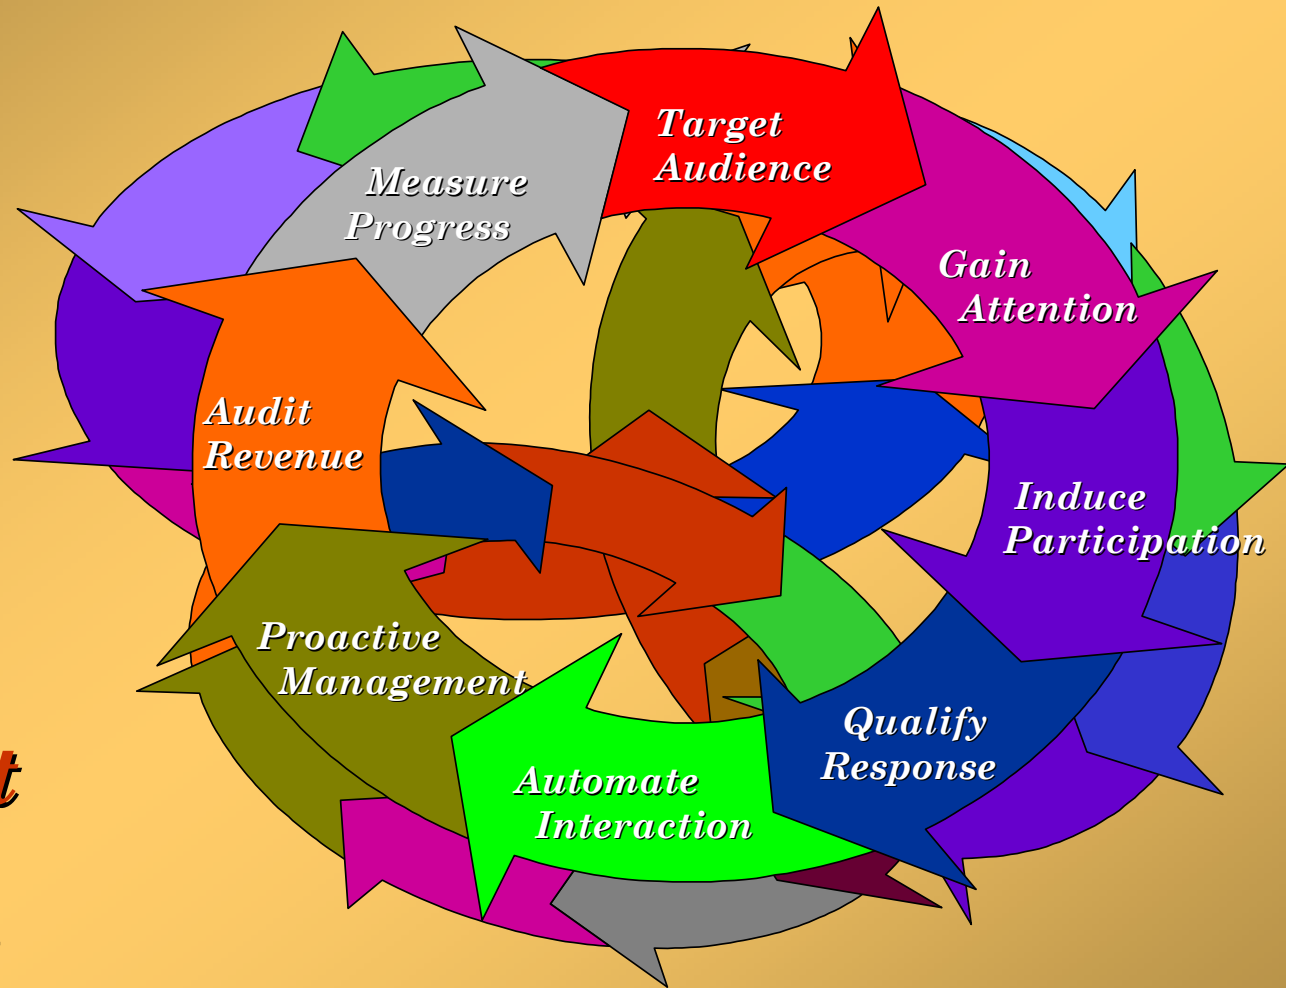 Target
Audience
Measure
Progress
Gain
Attention
Audit
Revenue
Induce
Participation
Proactive
Management
Qualify
Response
Automate
Interaction
t